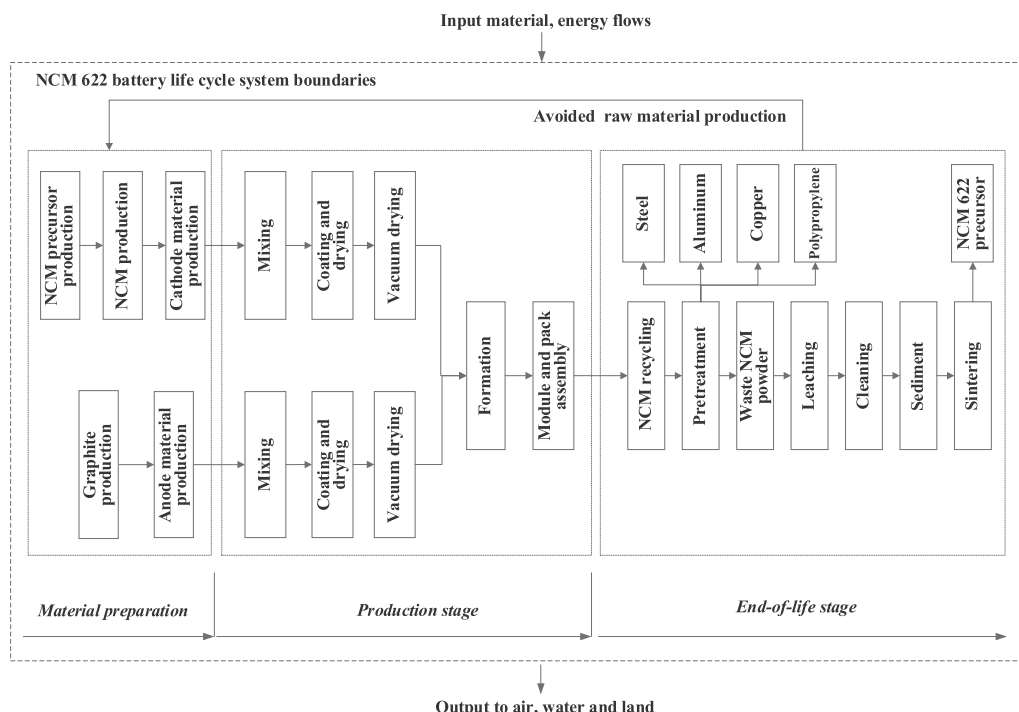 Input material, energy flows
NCM 622 battery life cycle system boundaries
Avoided  raw material production
NCM precursor
production
NCM production
Cathode material
production
Mixing
Coating and
drying
Vacuum drying
Steel
Aluminum
Copper
Polypropylene
NCM 622
precursor
Formation
Module and pack
assembly
NCM recycling
Pretreatment
Waste NCM
powder
Leaching
Cleaning
Sediment
Sintering
Graphite
production
Anode material
production
Mixing
Coating and
drying
Vacuum drying
Material preparation
Production stage
End-of-life stage
Output to air, water and land